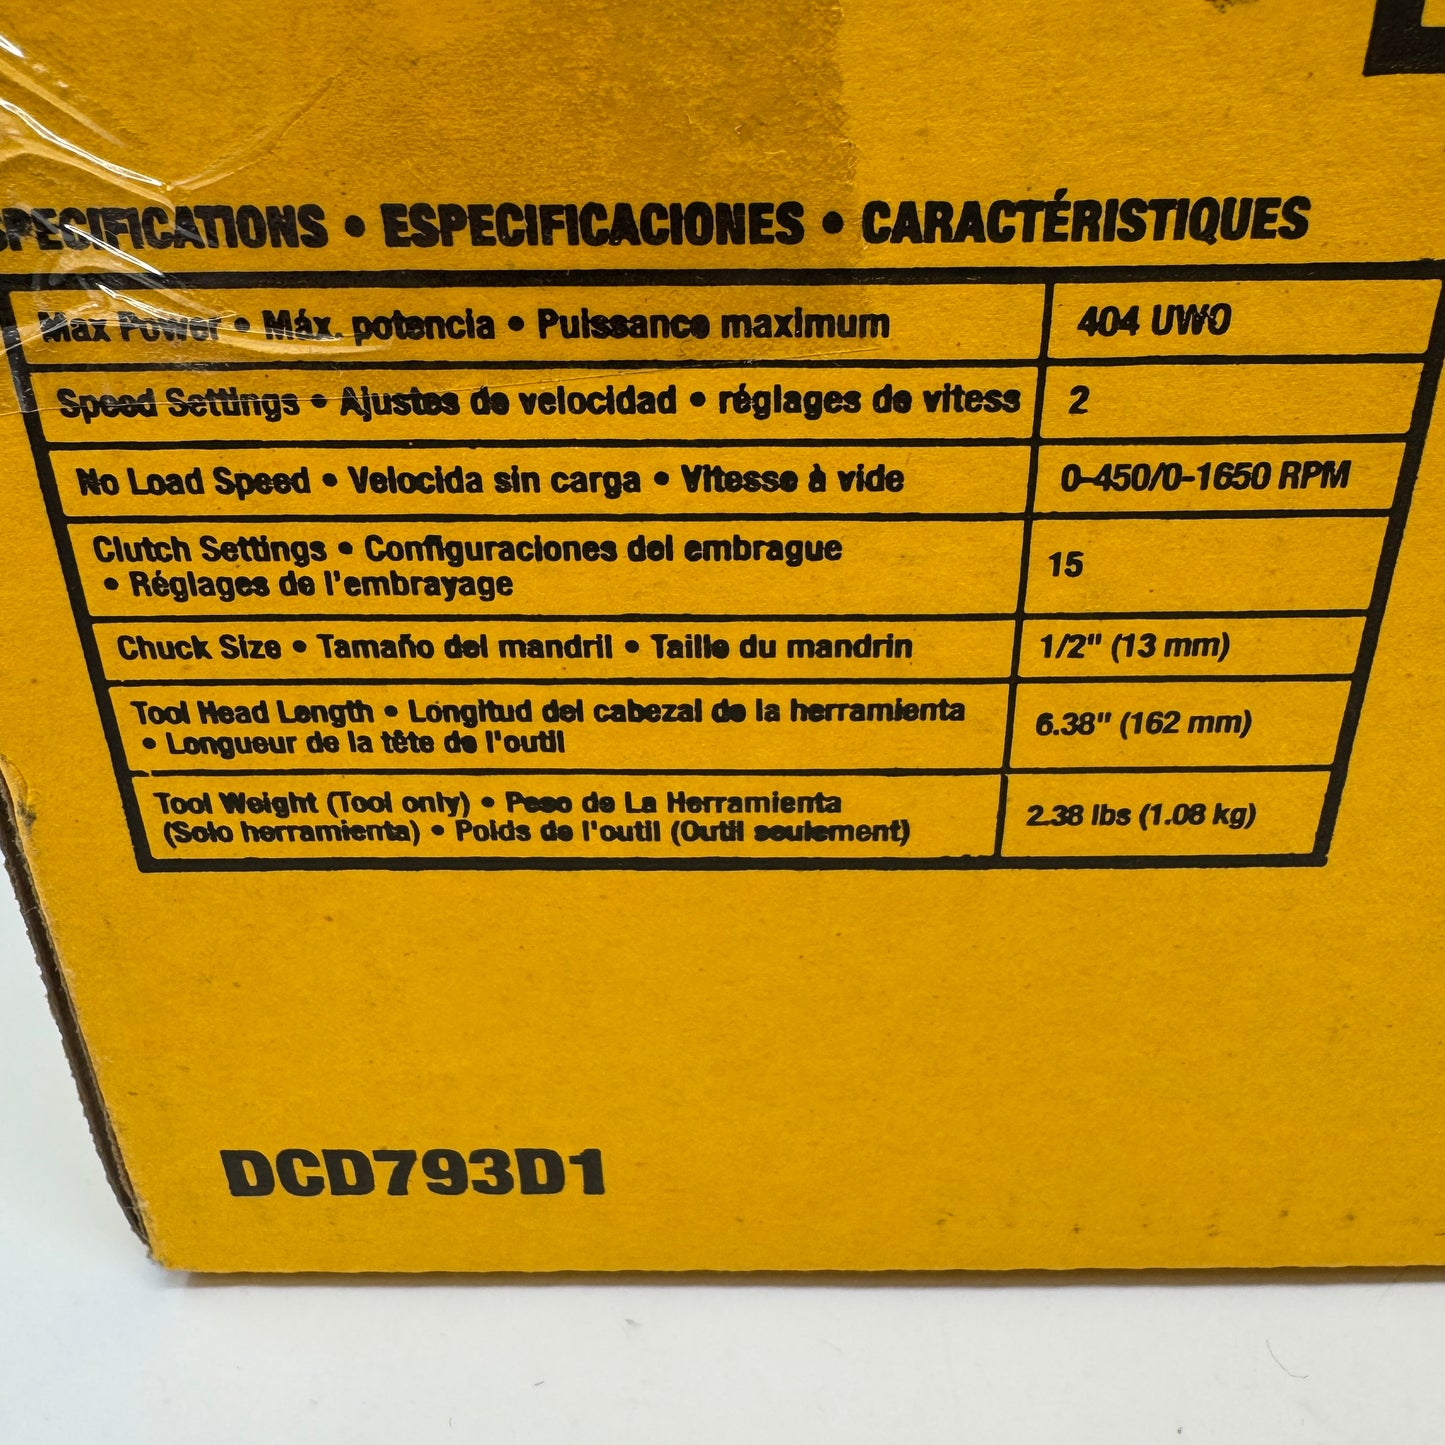 SPECIFICATIONS • ESPECIFICACIONES • CARACTÉRISTIQUES
Max Power • Máx. potencia • Puissance maximum
404 UWO
Speed Settings • Ajustes de velocidad • réglages de vitess
2
No Load Speed • Velocida sin carga • Vitesse à vide
0-450/0-1650 RPM
Clutch Settings • Configuraciones del embrague
• Réglages de l'embrayage
15
Chuck Size • Tamaño del mandril • Taille du mandrin
1/2" (13 mm)
Tool Head Length • Longitud del cabezal de la herramienta
• Longueur de la tête de l'outil
6.38" (162 mm)
Tool Weight (Tool only) • Peso de La Herramienta
(Solo herramienta) • Poids de l'outil (Outil seulement)
2.38 lbs (1.08 kg)
DCD793D1